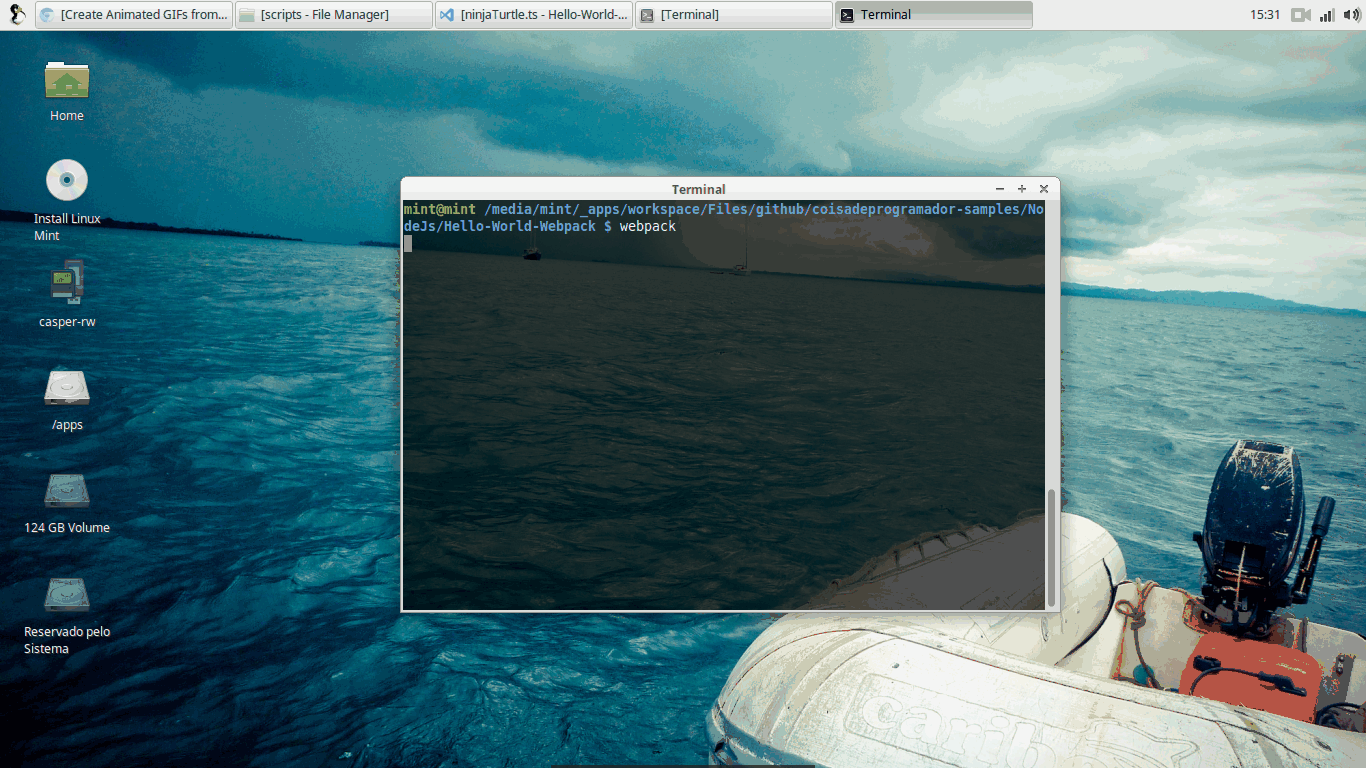 [Create Animated GIFs from...
[scripts - File Manager]
[ninjaTurtle.ts - Hello-World-...
[Terminal]
Terminal
15:31
Home
Install Linux
Mint
casper-rw
/apps
124 GB Volume
Reservado pelo
Sistema
Terminal
mint@mint /media/mint/_apps/workspace/Files/github/coisadeprogramador-samples/No
deJs/Hello-World-Webpack $ webpack